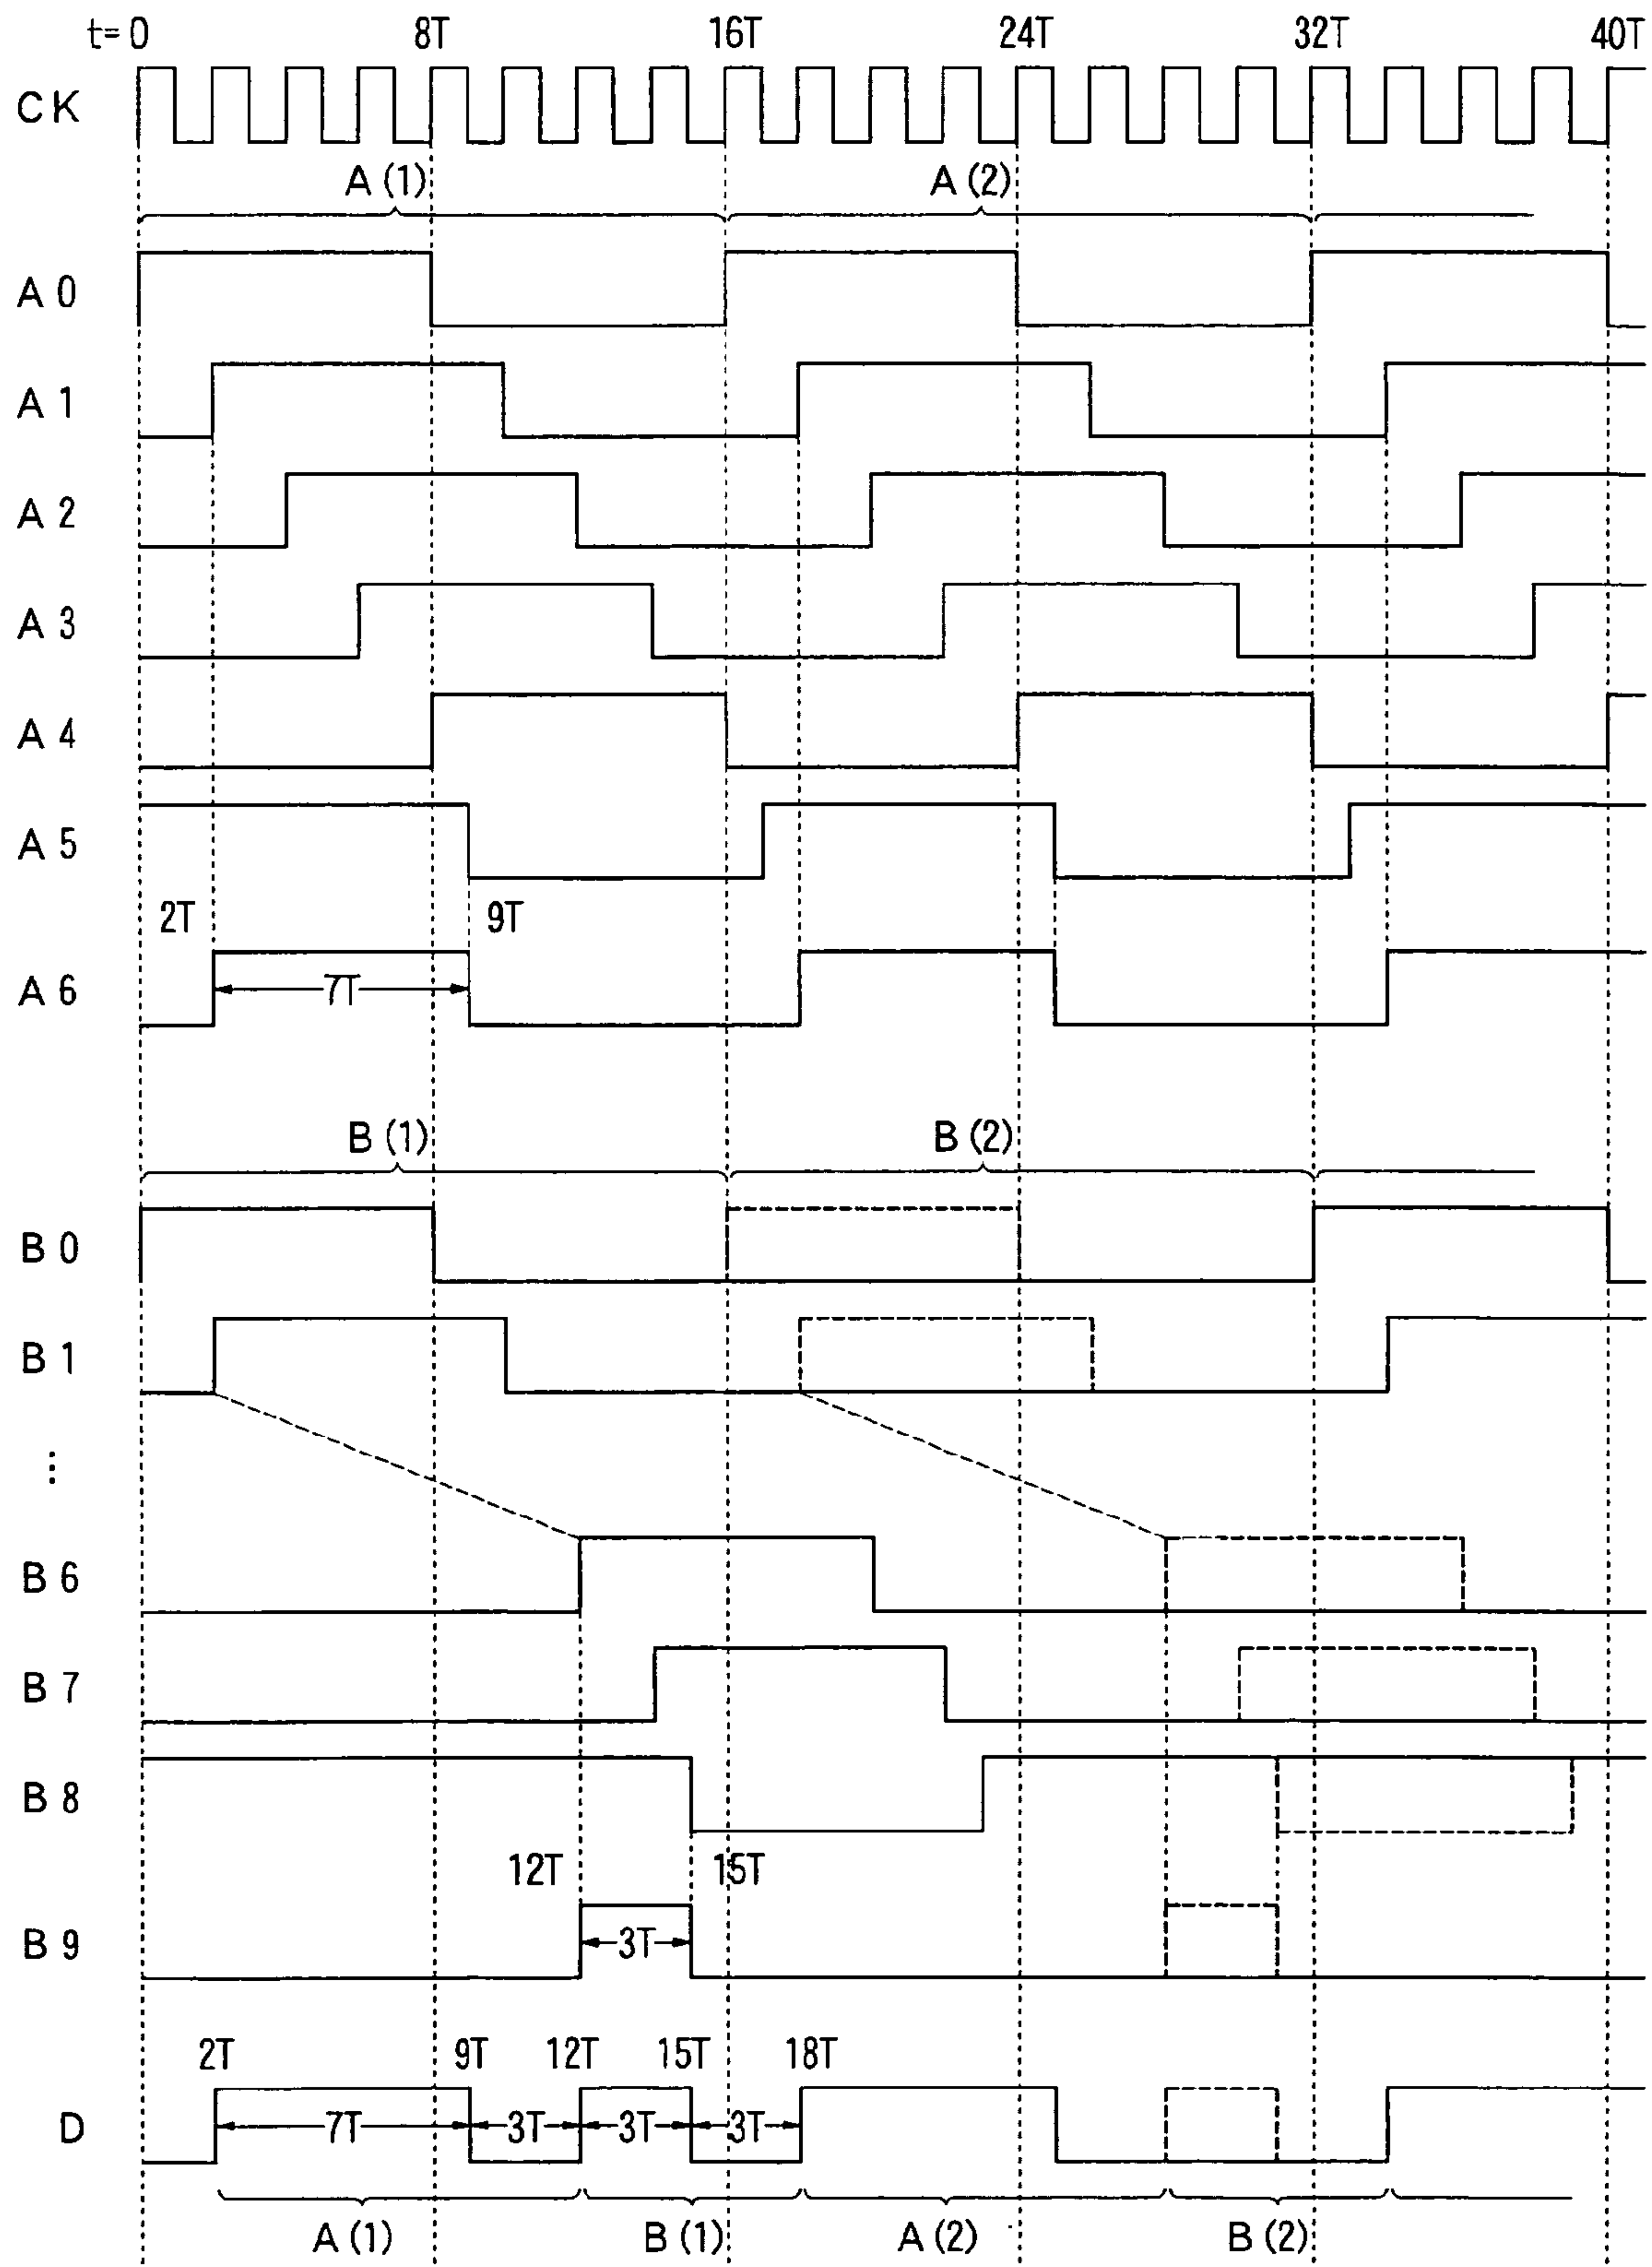 t= 0 8T 16T 24T 32T 40T
CK
A (1) A (2)
A 0
A 1
A 2
A 3
A 4
A 5
2T 9T
A 6 7T
B (1) B (2)
B 0
B 1
⋮
B 6
B 7
B 8
12T 15T
B 9 3T
2T 9T 12T 15T 18T
D 7T 3T 3T 3T
A (1) B (1) A (2) B (2)